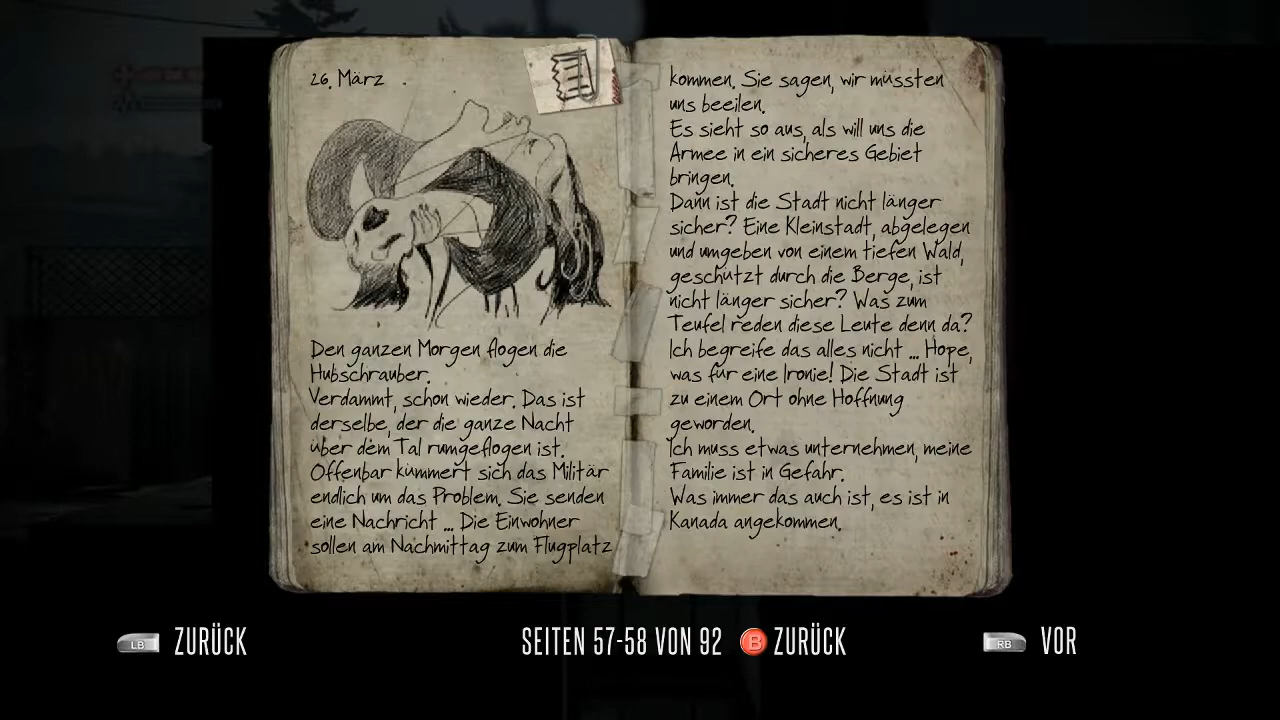 26. März
Den ganzen Morgen flogen die
Hubschrauber.
Verdammt, schon wieder. Das ist
derselbe, der die ganze Nacht
über dem Tal rumgeflogen ist.
Offenbar kümmert sich das Militär
endlich um das Problem. Sie senden
eine Nachricht ... Die Einwohner
sollen am Nachmittag zum Flugplatz
kommen. Sie sagen, wir müssten
uns beeilen.
Es sieht so aus, als will uns die
Armee in ein sicheres Gebiet
bringen.
Dann ist die Stadt nicht länger
sicher? Eine Kleinstadt, abgelegen
und umgeben von einem tiefen Wald,
geschützt durch die Berge, ist
nicht länger sicher? Was zum
Teufel reden diese Leute denn da?
Ich begreife das alles nicht ... Hope,
was für eine Ironie! Die Stadt ist
zu einem Ort ohne Hoffnung
geworden.
Ich muss etwas unternehmen, meine
Familie ist in Gefahr.
Was immer das auch ist, es ist in
Kanada angekommen.
LB ZURÜCK
SEITEN 57-58 VON 92
B ZURÜCK
RB VOR